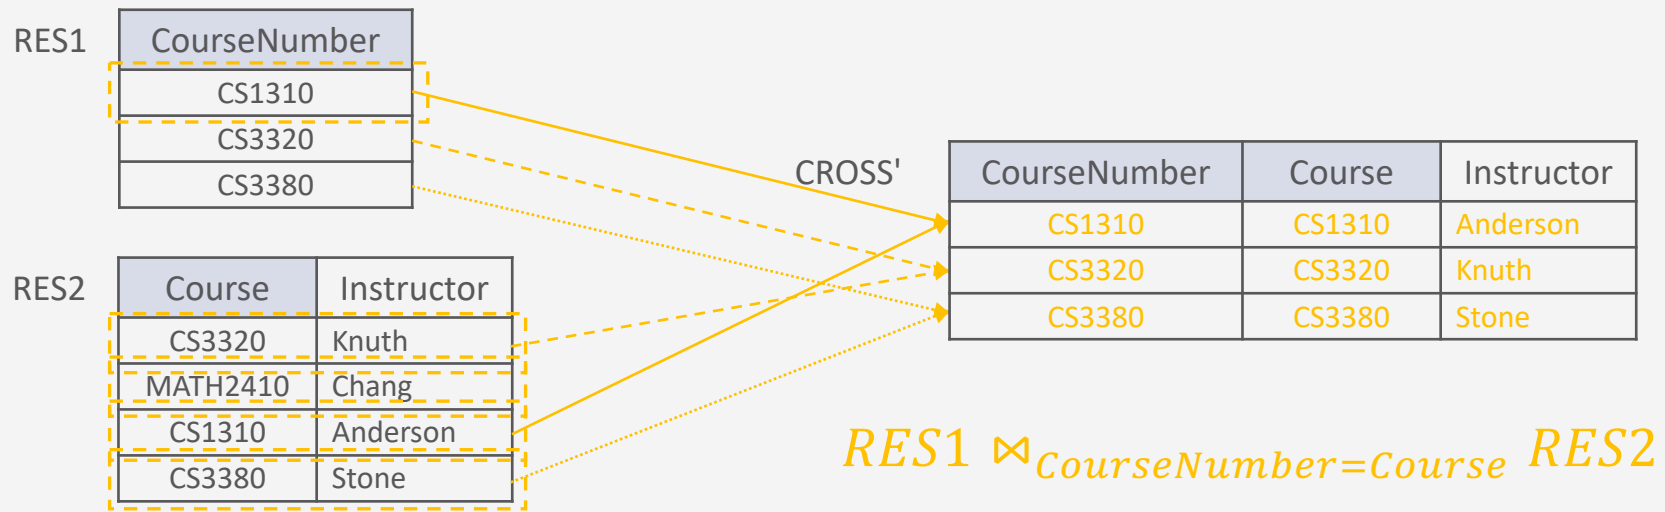 RES1
CourseNumber
CS1310
CS3320
CS3380
RES2
Course Instructor
CS3320 Knuth
MATH2410 Chang
CS1310 Anderson
CS3380 Stone
CROSS'
CourseNumber Course Instructor
CS1310 CS1310 Anderson
CS3320 CS3320 Knuth
CS3380 CS3380 Stone
RES1 ⋈CourseNumber=Course RES2